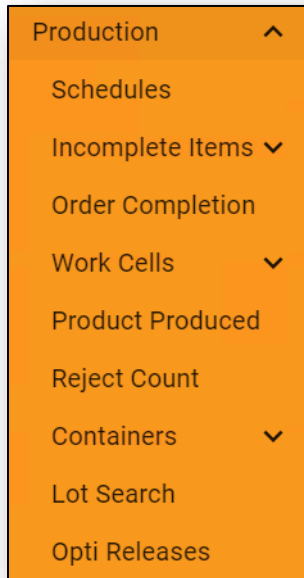 Production
Schedules
Incomplete Items
Order Completion
Work Cells
Product Produced
Reject Count
Containers
Lot Search
Opti Releases